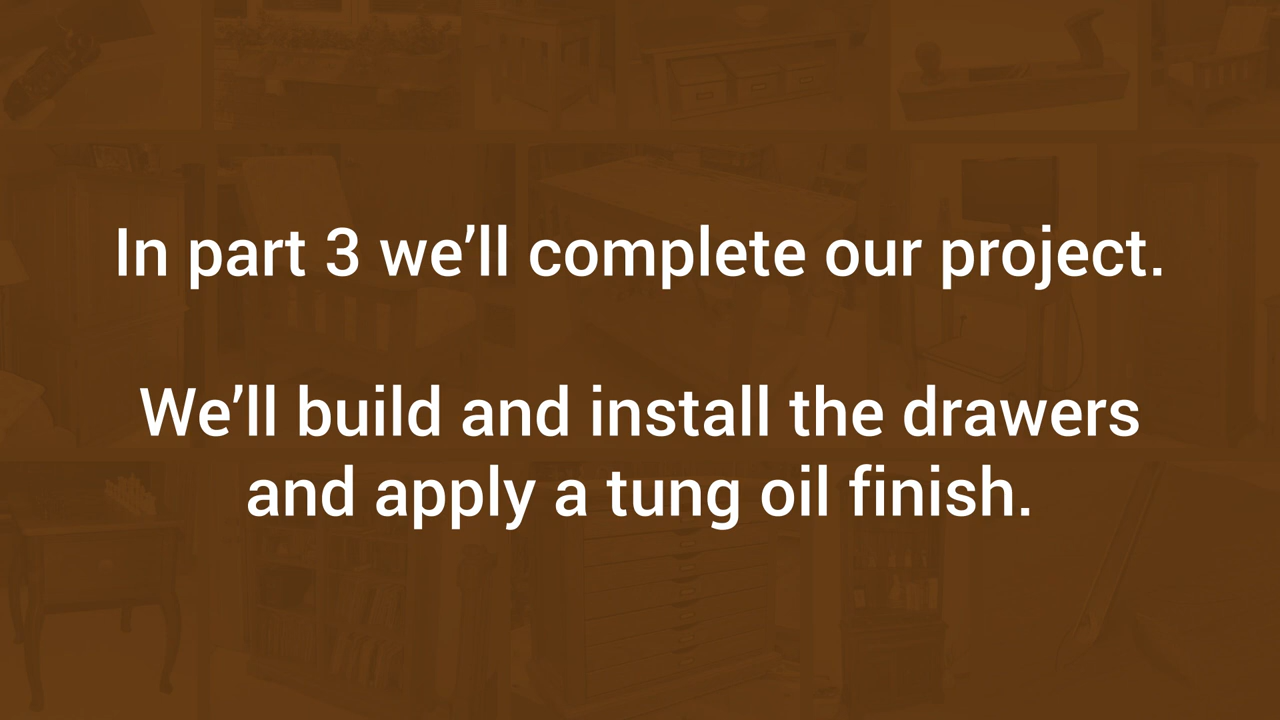 In part 3 we’ll complete our project.
We’ll build and install the drawers
and apply a tung oil finish.